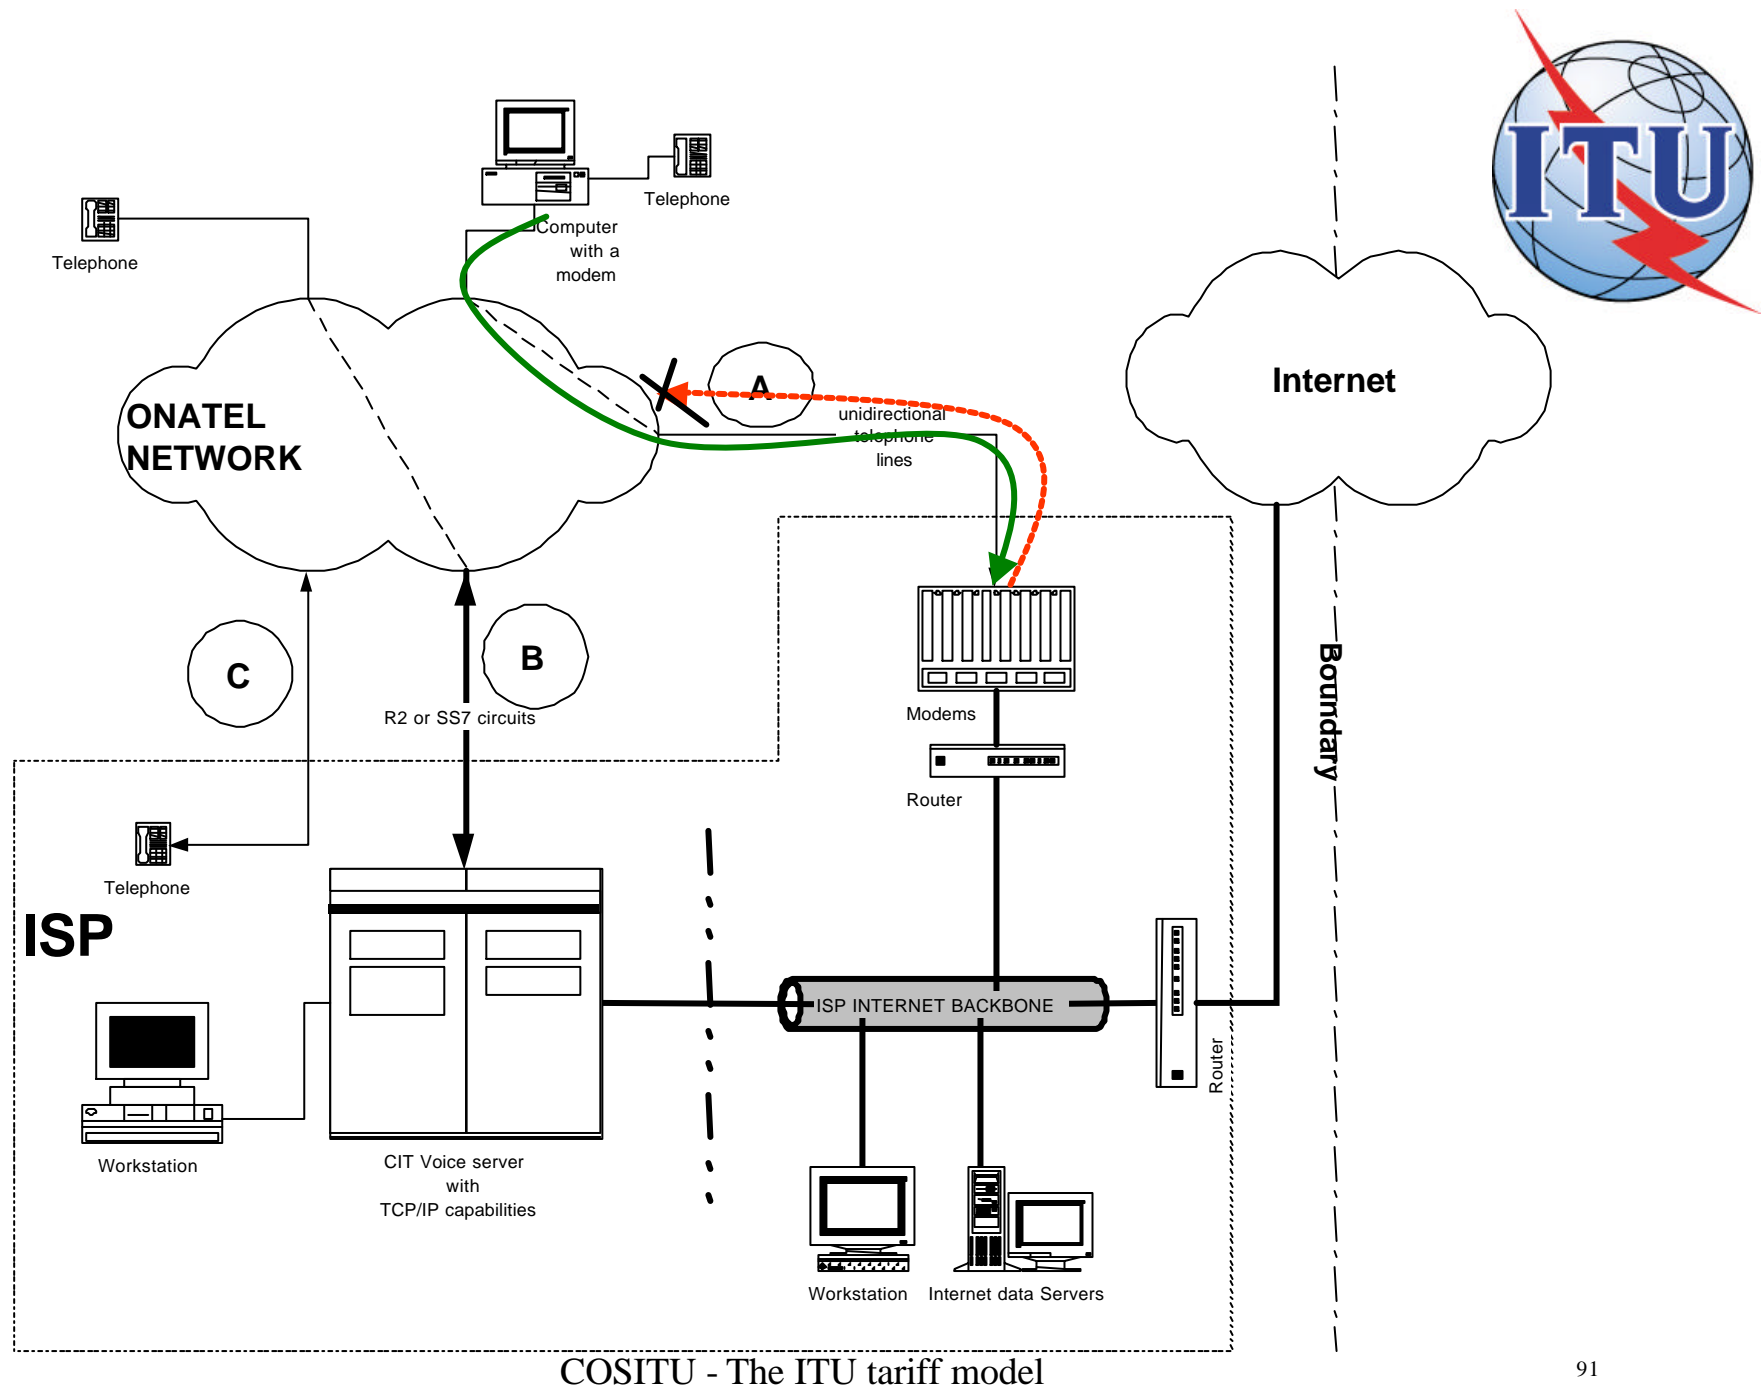 ITU
Telephone
Telephone
Computer
with a
modem
A
unidirectional
telephone
lines
Internet
ONATEL
NETWORK
C
B
R2 or SS7 circuits
Modems
Router
Boundary
Telephone
ISP
ISP INTERNET BACKBONE
Router
Workstation
CIT Voice server
with
TCP/IP capabilities
Workstation
Internet data Servers
COSITU - The ITU tariff model
91